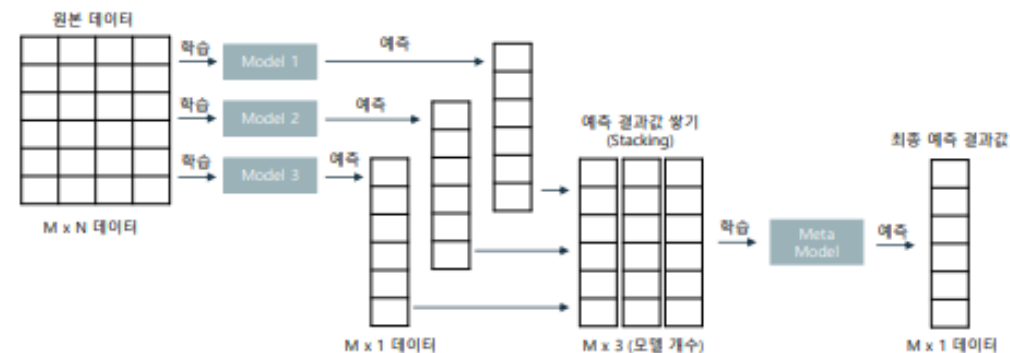 원본 데이터
학습
Model 1
예측
학습
Model 2
예측
학습
Model 3
예측
M x N 데이터
M x 1 데이터
예측 결과값 쌓기
(Stacking)
M x 3 (모델 개수)
학습
Meta
Model
예측
최종 예측 결과값
M x 1 데이터